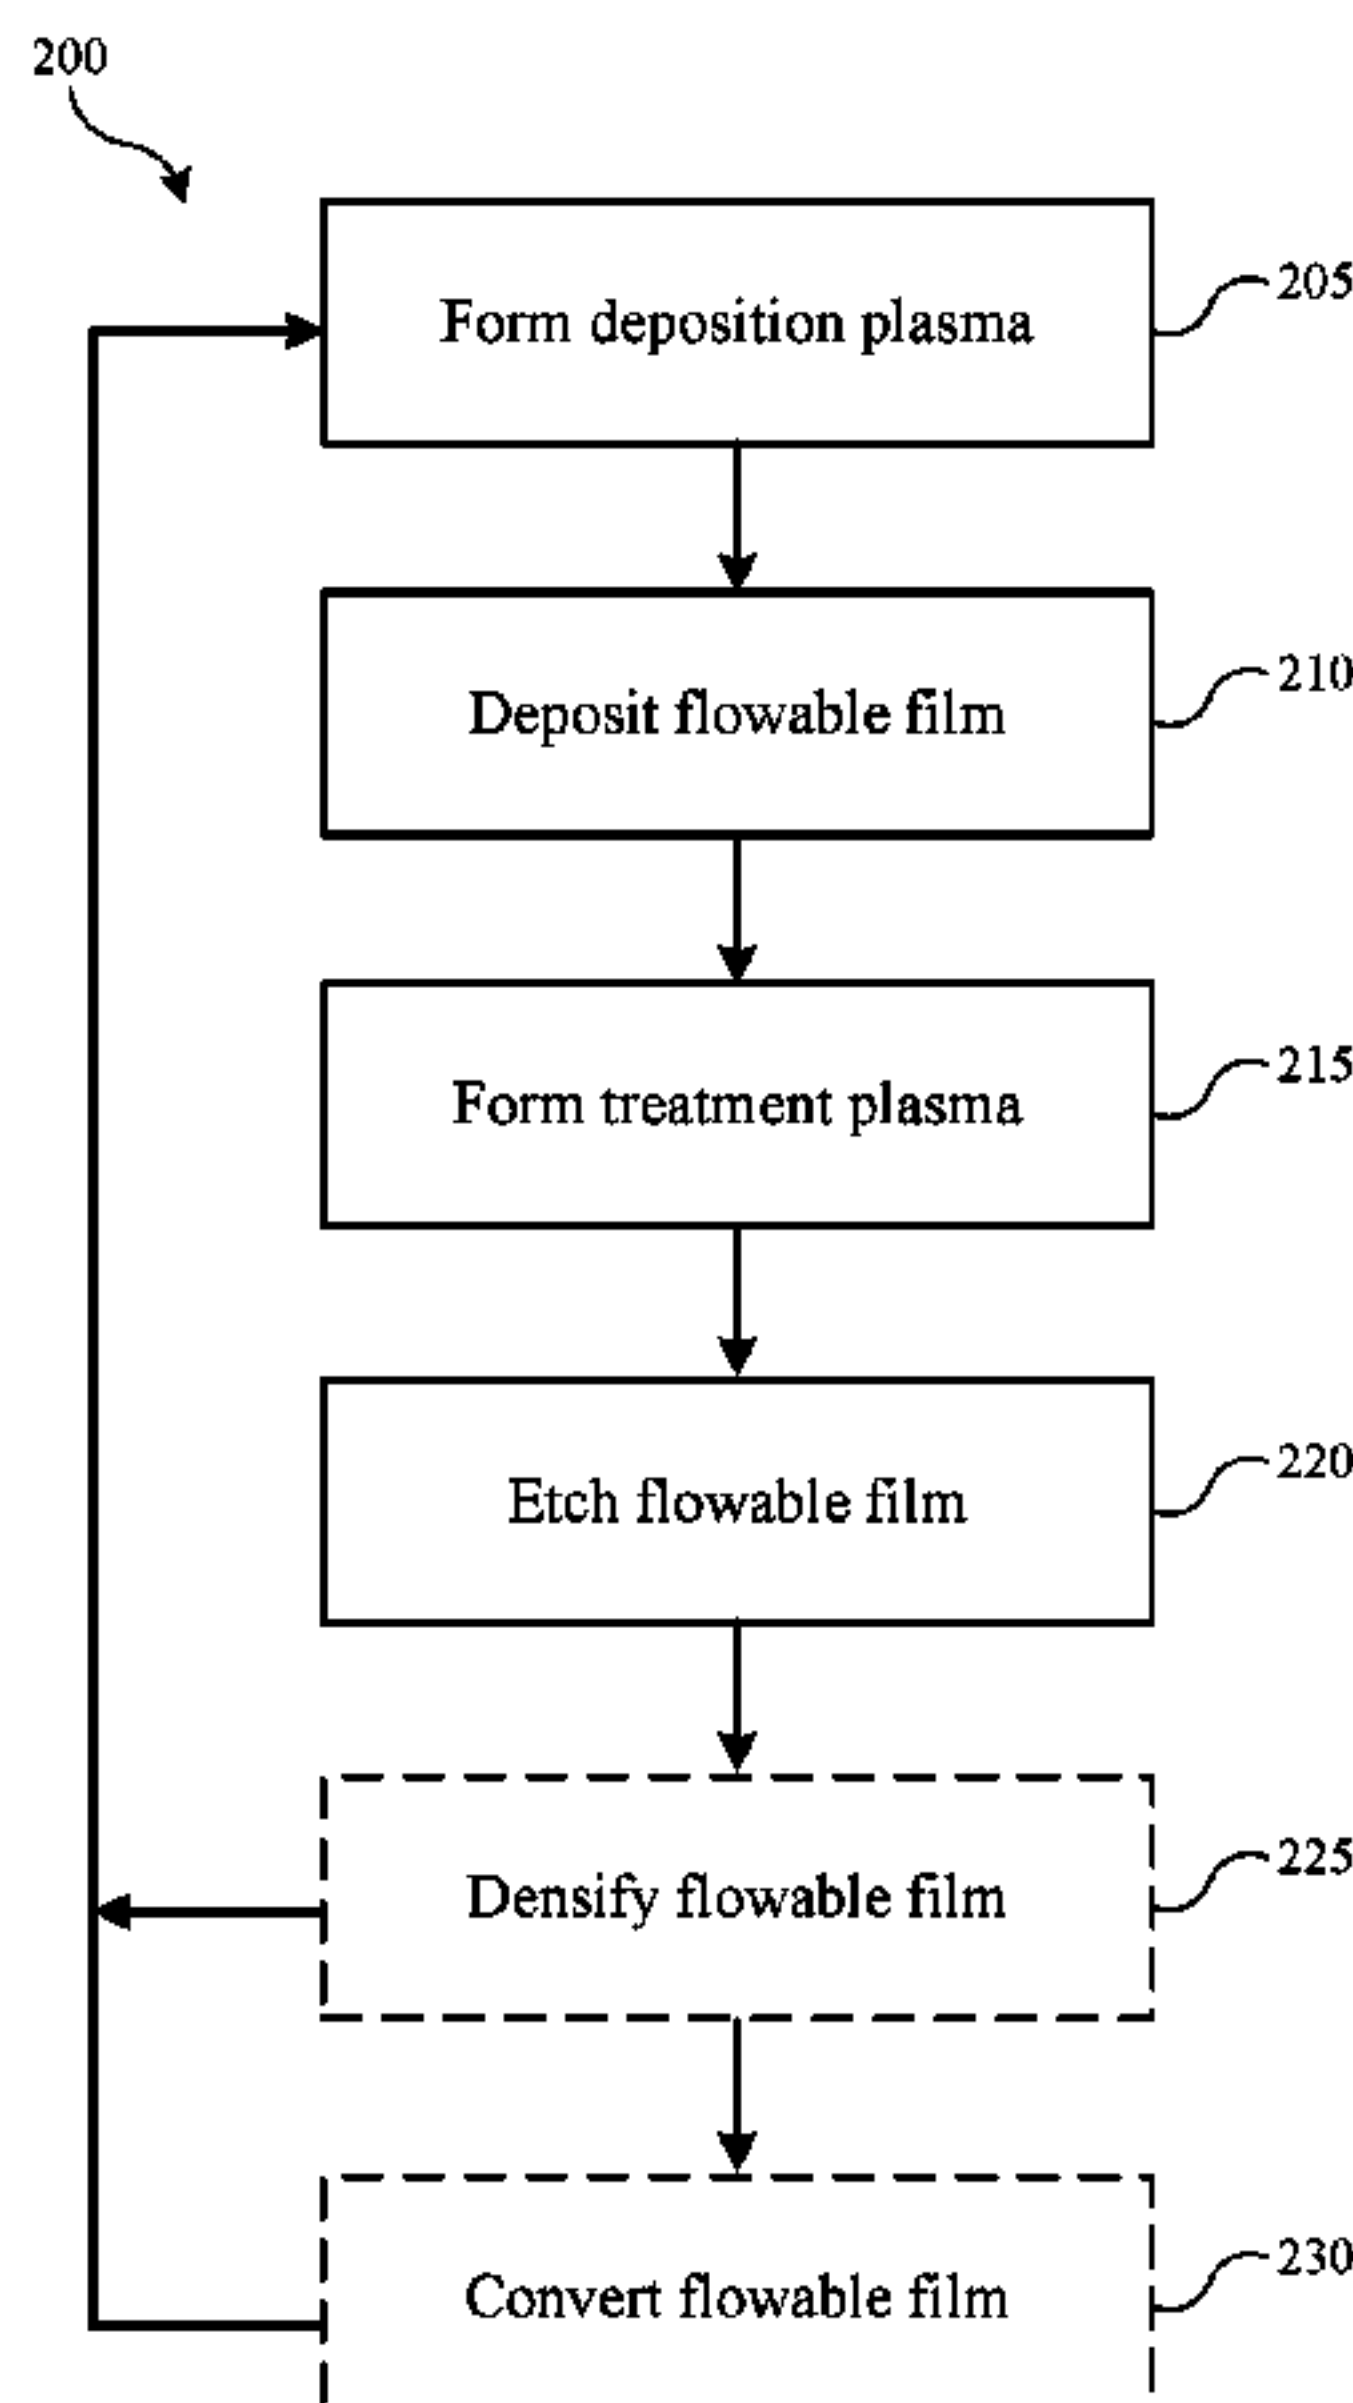 200
Form deposition plasma
205
Deposit flowable film
210
Form treatment plasma
215
Etch flowable film
220
Densify flowable film
225
Convert flowable film
230